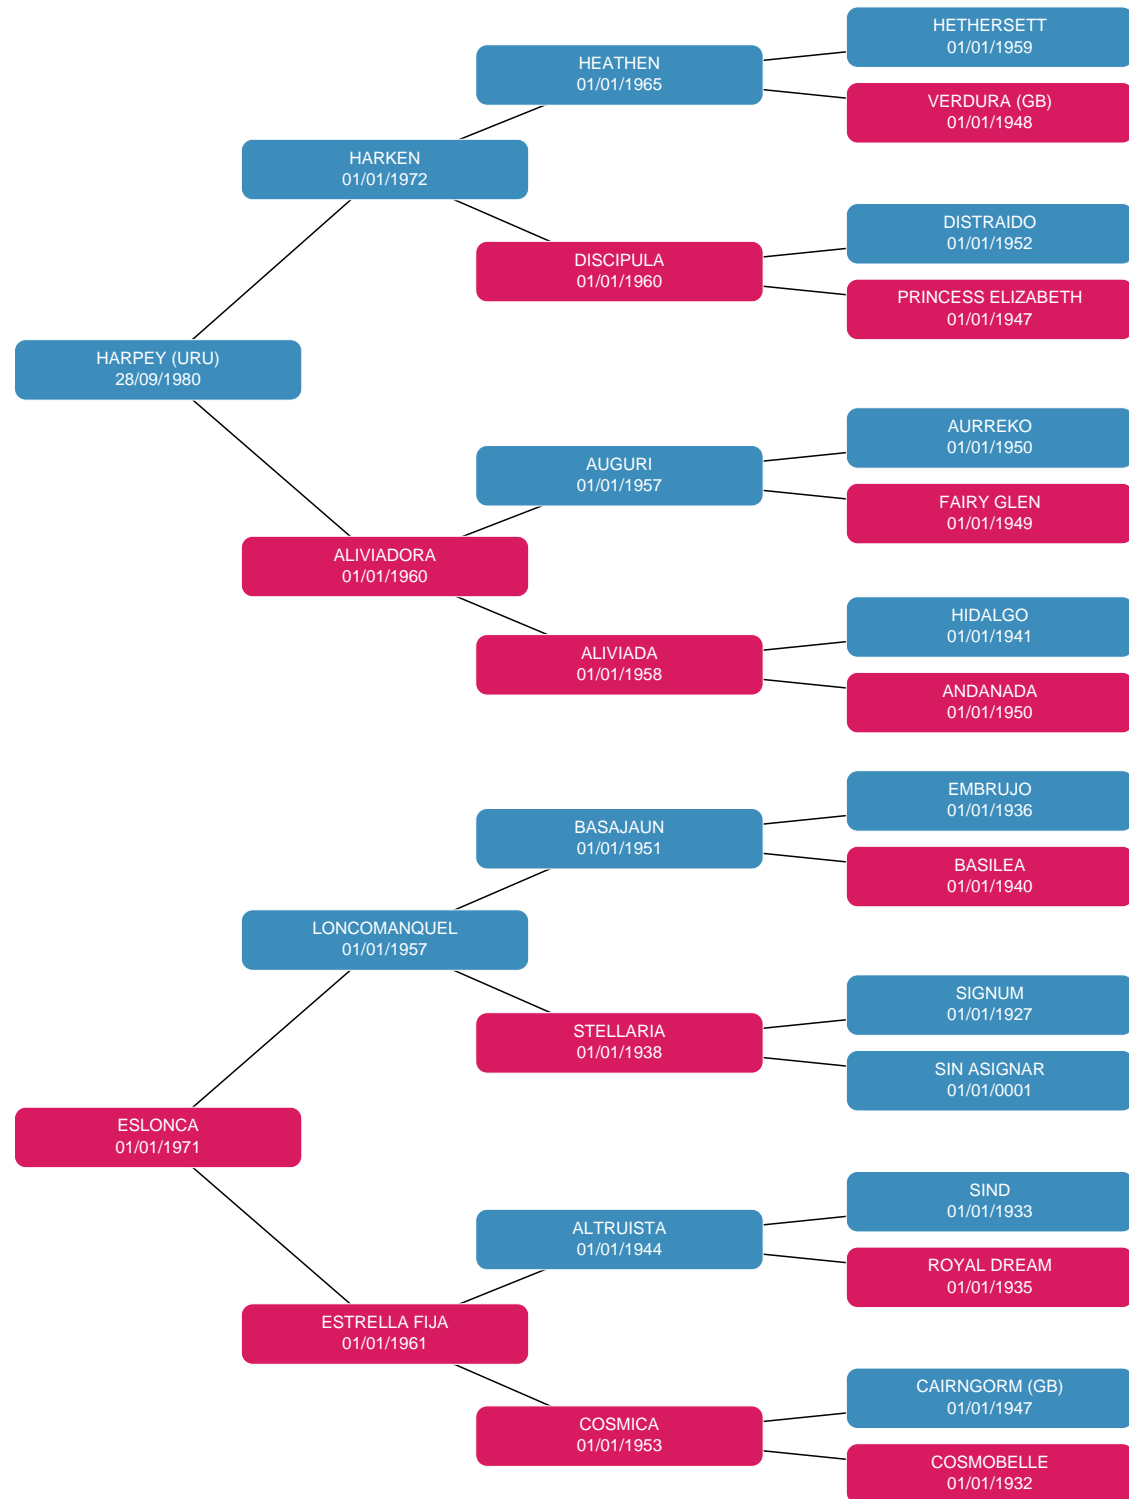 HETHERSETT
01/01/1959
HEATHEN
01/01/1965
VERDURA (GB)
01/01/1948
HARKEN
01/01/1972
DISTRAIDO
01/01/1952
DISCIPULA
01/01/1960
PRINCESS ELIZABETH
01/01/1947
HARPEY (URU)
28/09/1980
AURREKO
01/01/1950
AUGURI
01/01/1957
FAIRY GLEN
01/01/1949
ALIVIADORA
01/01/1960
HIDALGO
01/01/1941
ALIVIADA
01/01/1958
ANDANADA
01/01/1950
EMBRUJO
01/01/1936
BASAJAUN
01/01/1951
BASILEA
01/01/1940
LONCOMANQUEL
01/01/1957
SIGNUM
01/01/1927
STELLARIA
01/01/1938
SIN ASIGNAR
01/01/0001
ESLONCA
01/01/1971
SIND
01/01/1933
ALTRUISTA
01/01/1944
ROYAL DREAM
01/01/1935
ESTRELLA FIJA
01/01/1961
CAIRNGORM (GB)
01/01/1947
COSMICA
01/01/1953
COSMOBELLE
01/01/1932